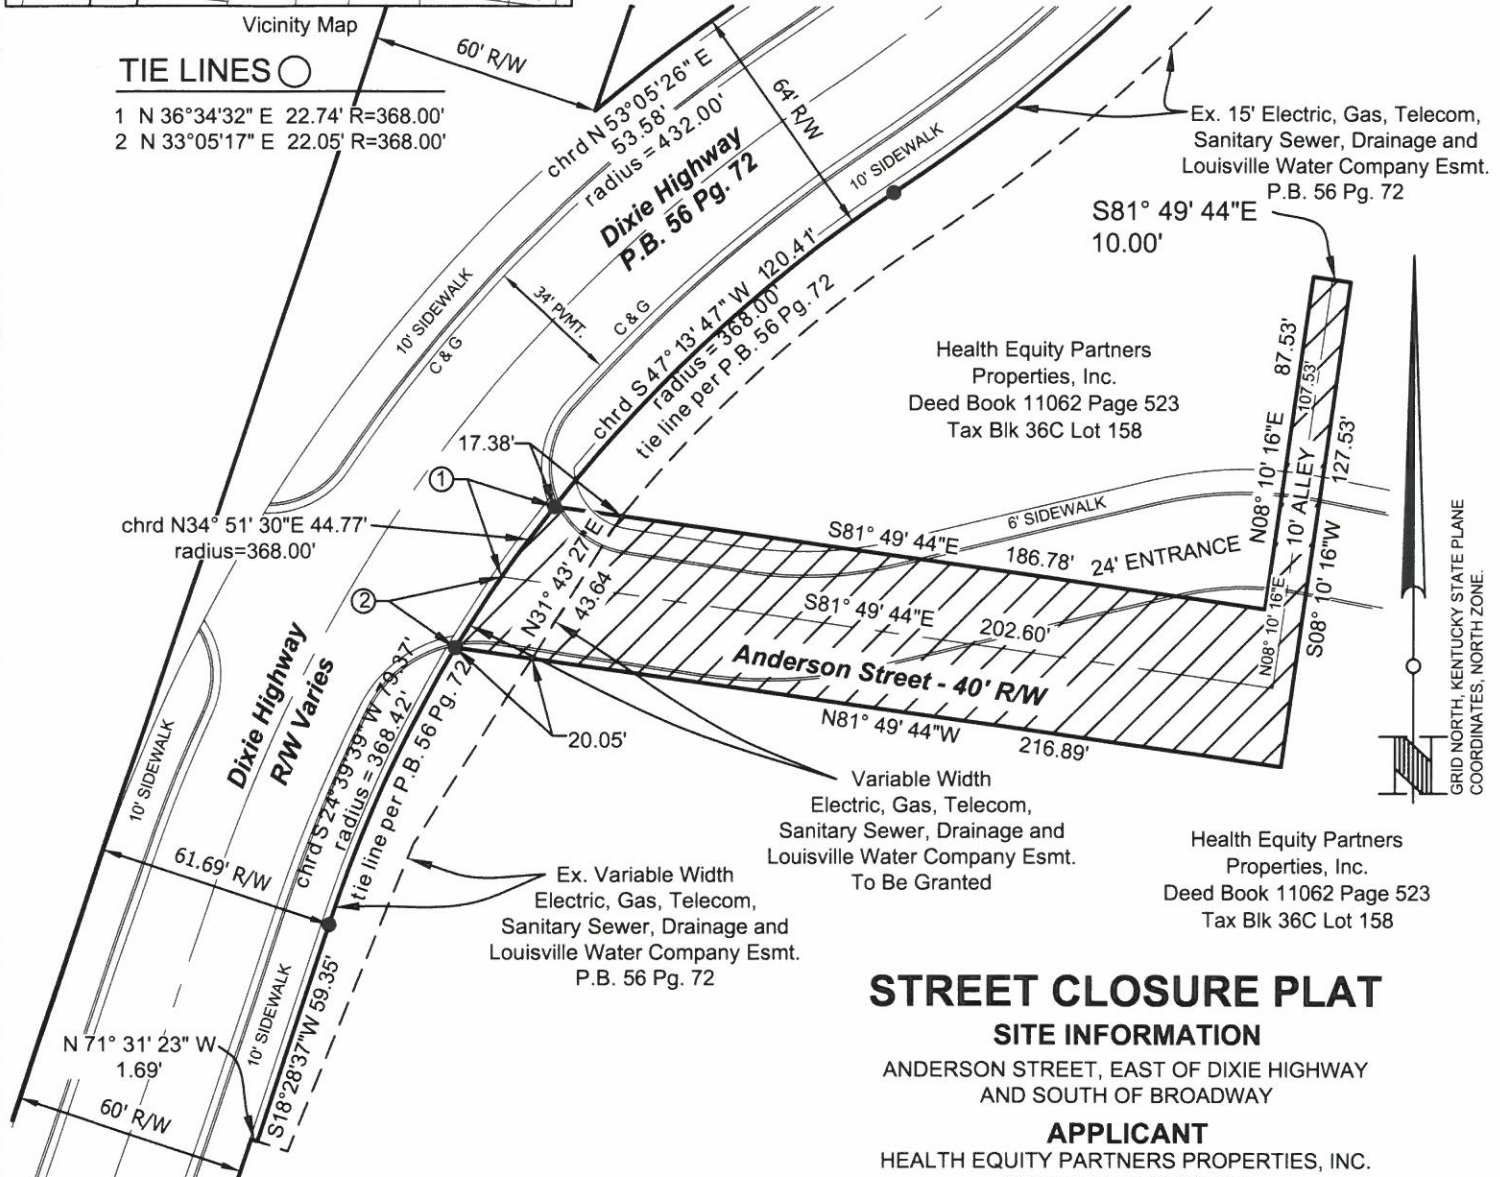 Vicinity Map
TIE LINES
1 N 36°34'32" E 22.74' R=368.00'
2 N 33°05'17" E 22.05' R=368.00'
60' R/W
chrd N 53°05'26" E
53.58'
radius = 432.00'
Dixie Highway
P.B. 56 Pg. 72
64' R/W
10' SIDEWALK
Ex. 15' Electric, Gas, Telecom,
Sanitary Sewer, Drainage and
Louisville Water Company Esmt.
P.B. 56 Pg. 72
S81° 49' 44"E
10.00'
10' SIDEWALK
C & G
34' PVMT.
C & G
chrd S 47° 13' 47" W 120.41'
radius = 368.00'
tie line per P.B. 56 Pg. 72
Health Equity Partners
Properties, Inc.
Deed Book 11062 Page 523
Tax Blk 36C Lot 158
87.53'
107.53'
127.53'
N08° 10' 16"E
10' ALLEY
S08° 10' 16"W
N08° 10' 16"E
17.38'
1
chrd N34° 51' 30"E 44.77'
radius=368.00'
2
N31° 43' 27" E
43.64
S81° 49' 44"E
186.78'
6' SIDEWALK
24' ENTRANCE
S81° 49' 44"E
202.60'
Anderson Street - 40' R/W
N81° 49' 44"W
216.89'
20.05'
GRID NORTH, KENTUCKY STATE PLANE
COORDINATES, NORTH ZONE.
N
Dixie Highway
R/W Varies
10' SIDEWALK
chrd S 24°39'39" W 79.37'
radius = 368.42'
tie line per P.B. 56 Pg. 72
61.69' R/W
Variable Width
Electric, Gas, Telecom,
Sanitary Sewer, Drainage and
Louisville Water Company Esmt.
To Be Granted
Ex. Variable Width
Electric, Gas, Telecom,
Sanitary Sewer, Drainage and
Louisville Water Company Esmt.
P.B. 56 Pg. 72
Health Equity Partners
Properties, Inc.
Deed Book 11062 Page 523
Tax Blk 36C Lot 158
10' SIDEWALK
S18°28'37"W 59.35'
N 71° 31' 23" W
1.69'
60' R/W
STREET CLOSURE PLAT
SITE INFORMATION
ANDERSON STREET, EAST OF DIXIE HIGHWAY
AND SOUTH OF BROADWAY
APPLICANT
HEALTH EQUITY PARTNERS PROPERTIES, INC.